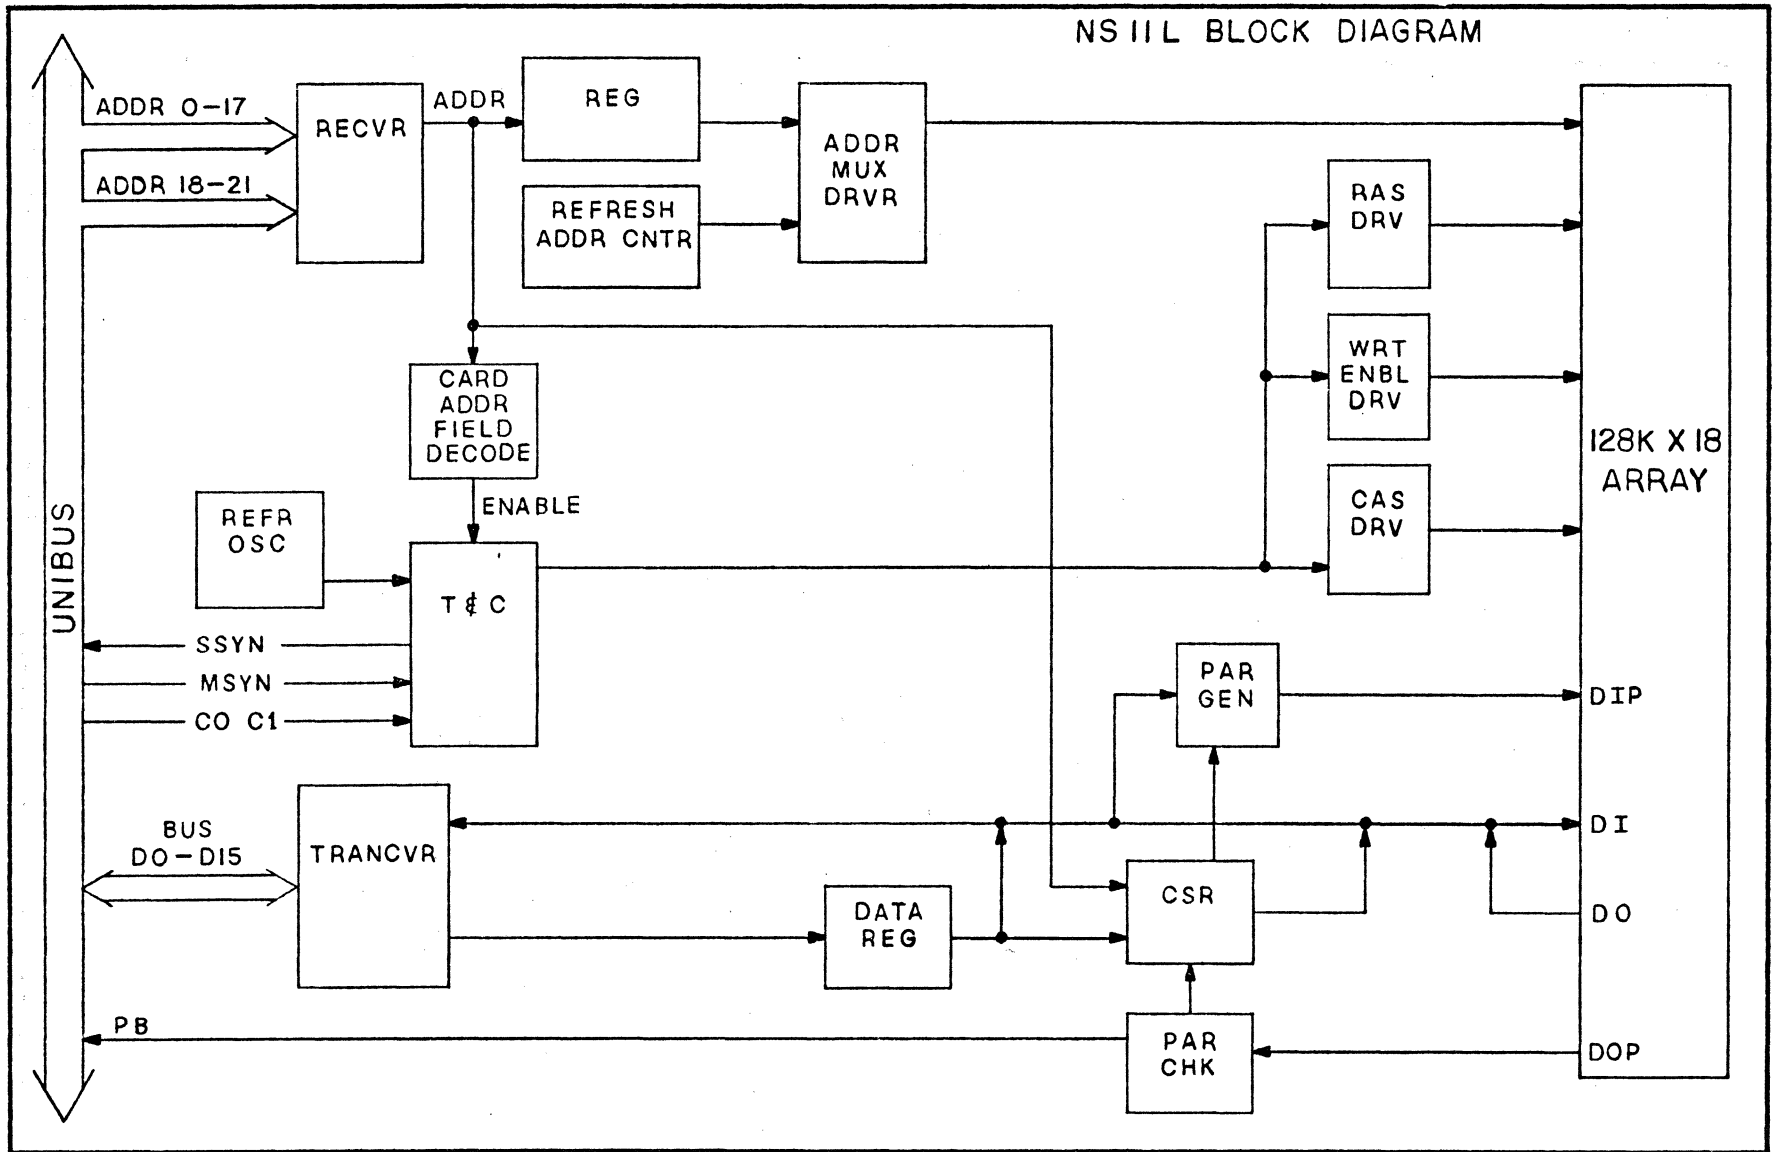 NS11L BLOCK DIAGRAM
ADDR 0-17
ADDR 18-21
RECVR
ADDR
REG
REFRESH
ADDR CNTR
ADDR
MUX
DRVR
RAS
DRV
WRT
ENBL
DRV
CAS
DRV
128K X 18
ARRAY
CARD
ADDR
FIELD
DECODE
ENABLE
REFR
OSC
T & C
UNIBUS
SSYN
MSYN
CO C1
PAR
GEN
DIP
BUS
DO-D15
TRANCVR
DI
DATA
REG
CSR
DO
PB
PAR
CHK
DOP